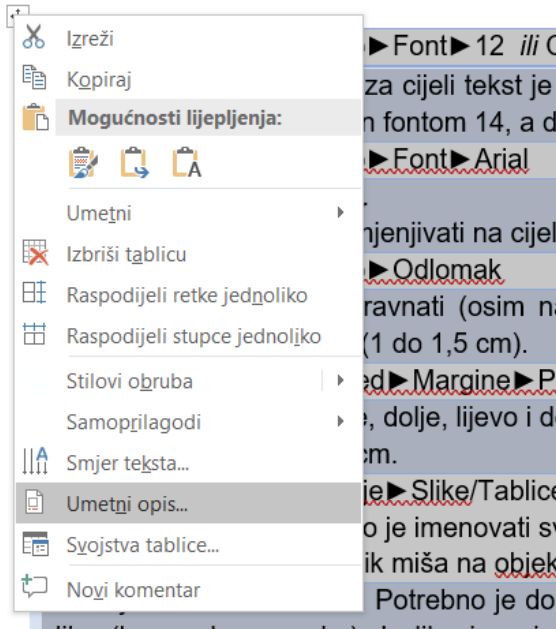 Izreži
►Font►12 ili
Kopiraj
za cijeli tekst je
Mogućnosti lijepljenja:
fontom 14, a
►Font►Arial
A
Umetni
njenjivati na cijel
Izbriši tablicu
►Odlomak
Raspodijeli retke jednoliko
ravnati (osim
Raspodijeli stupce jednoliko
(1 do 1,5 cm).
Stilovi obruba
ed►Margine►P
Samoprilagodi
, dolje, lijevo i
Smjer teksta...
cm.
Umetni opis...
je►Slike/Tablice
Svojstva tablice...
o je imenovati
ik miša na objek
Novi komentar
Potrebno je do